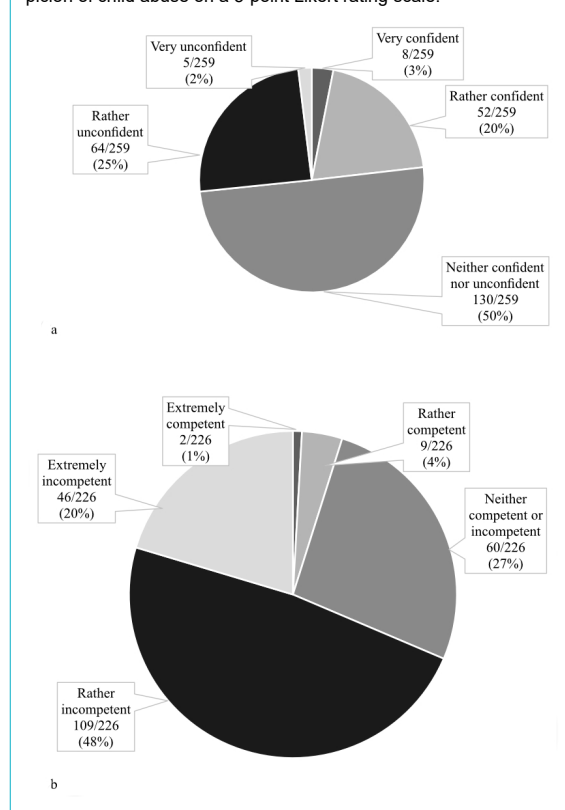 picion of child abuse on a 5-point Likert rating scale.
Very unconfident
5/259
(2%)
Very confident
8/259
(3%)
Rather confident
52/259
(20%)
Rather
unconfident
64/259
(25%)
Neither confident
nor unconfident
130/259
(50%)
a
Extremely
competent
2/226
(1%)
Rather
competent
9/226
(4%)
Extremely
incompetent
46/226
(20%)
Neither
competent or
incompetent
60/226
(27%)
Rather
incompetent
109/226
(48%)
b